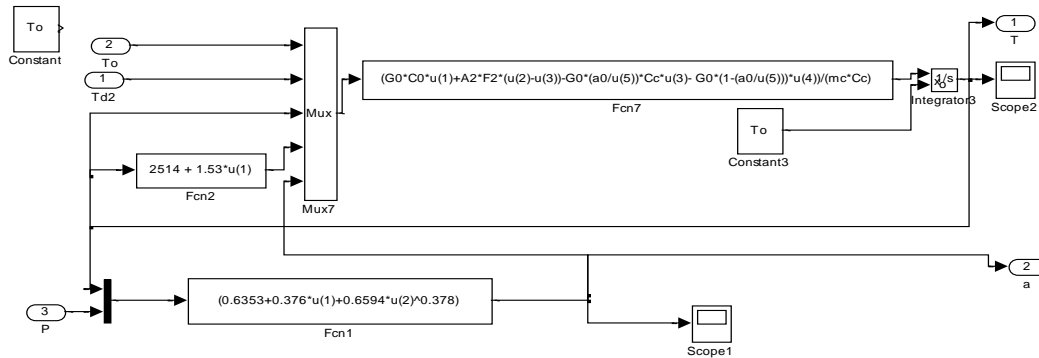 To
Constant
2
To
1
Td2
2514 + 1.53*u(1)
Fcn2
Mux
Mux7
(G0*C0*u(1)+A2*F2*(u(2)-u(3))-G0*(a0/u(5))*Cc*u(3)- G0*(1-(a0/u(5)))*u(4))/(mc*Cc)
Fcn7
To
Constant3
1/s
xo
Integrator3
1
T
Scope2
3
P
(0.6353+0.376*u(1)+0.6594*u(2)^0.378)
Fcn1
Scope1
2
a